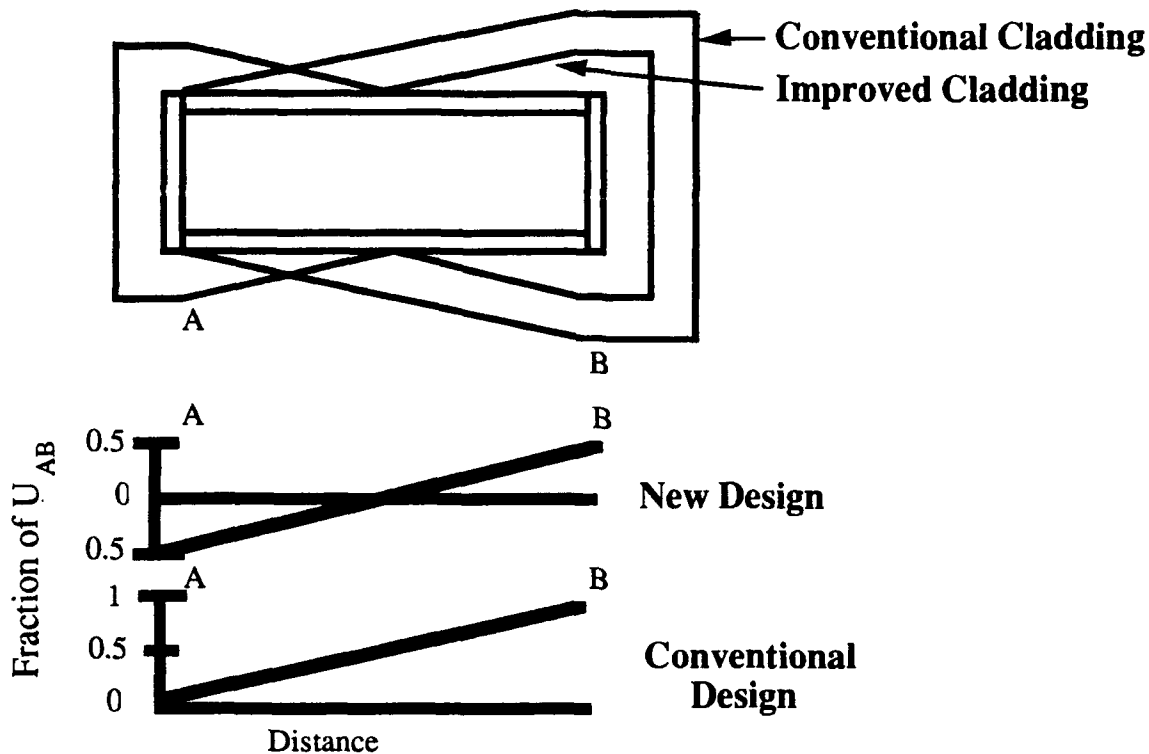 Conventional Cladding
Improved Cladding
A
B
Fraction of U_AB
A
B
0.5
0
0.5
New Design
A
B
1
0.5
0
Conventional
Design
Distance